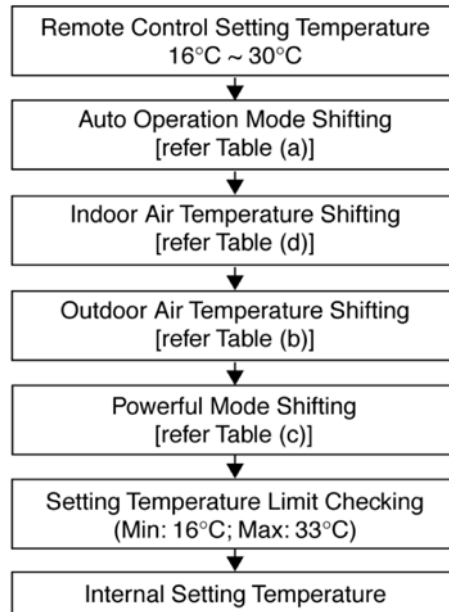 Remote Control Setting Temperature
16°C ~ 30°C
Auto Operation Mode Shifting
[refer Table (a)]
Indoor Air Temperature Shifting
[refer Table (d)]
Outdoor Air Temperature Shifting
[refer Table (b)]
Powerful Mode Shifting
[refer Table (c)]
Setting Temperature Limit Checking
(Min: 16°C; Max: 33°C)
Internal Setting Temperature